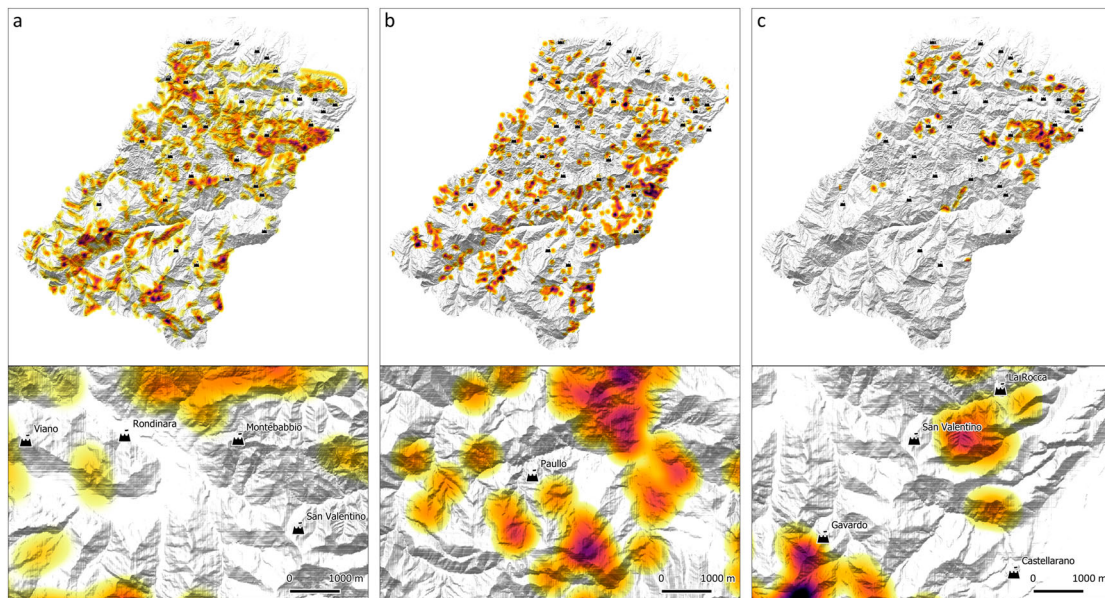 a
b
c
Viano
Rondinara
Montebabbio
San Valentino
0 1000 m
Paullo
0 1000 m
La Rocca
San Valentino
Gavardo
Castellarano
0 1000 m